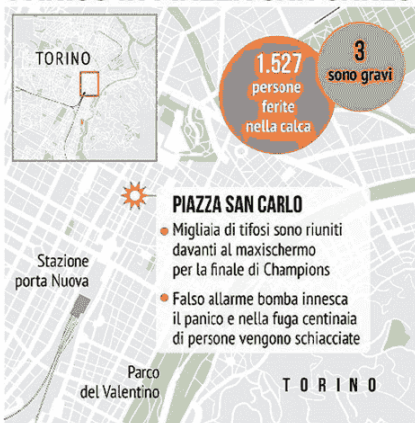 TORINO
1.527
persone
ferite
nella calca
3
sono gravi
PIAZZA SAN CARLO
Migliaia di tifosi sono riuniti
davanti al maxischermo
per la finale di Champions
Falso allarme bomba innesca
il panico e nella fuga centinaia
di persone vengono schiacciate
Stazione
porta Nuova
Parco
del Valentino
TORINO